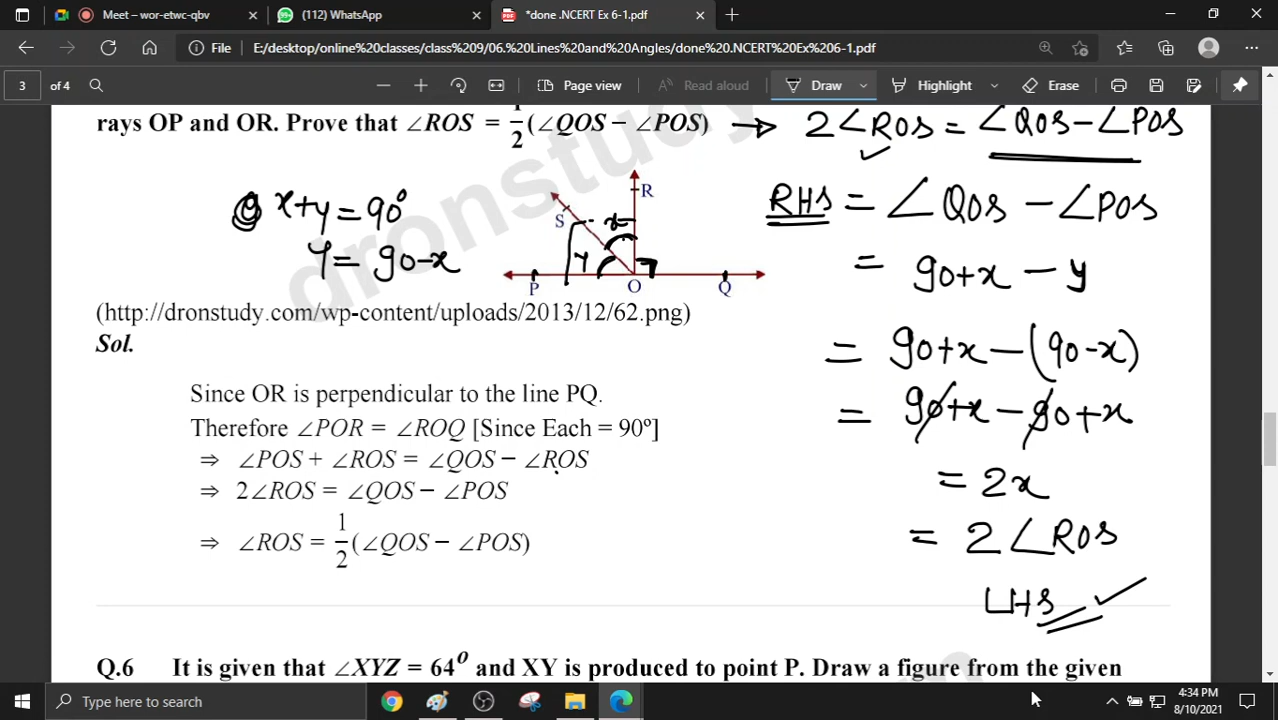 Meet – wor-etwc-qbv
(112) WhatsApp
*done .NCERT Ex 6-1.pdf
File
E:/desktop/online%20classes/class%209/06.%20Lines%20and%20Angles/done%20.NCERT%20Ex%206-1.pdf
3 of 4
Page view
Read aloud
Draw
Highlight
Erase
rays OP and OR. Prove that ∠ROS = 1/2(∠QOS − ∠POS) → 2∠ROS = ∠QOS − ∠POS
x+y = 90°
y = 90-x
R
S
x
y
P
O
Q
RHS = ∠QOS − ∠POS
= 90+x − y
= 90+x − (90-x)
= 90+x − 90+x
= 2x
= 2∠ROS
LHS
(http://dronstudy.com/wp-content/uploads/2013/12/62.png)
Sol.
Since OR is perpendicular to the line PQ.
Therefore ∠POR = ∠ROQ [Since Each = 90º]
⇒ ∠POS + ∠ROS = ∠QOS − ∠ROS
⇒ 2∠ROS = ∠QOS − ∠POS
⇒ ∠ROS = 1/2(∠QOS − ∠POS)
dronstudy
Q.6 It is given that ∠XYZ = 64⁰ and XY is produced to point P. Draw a figure from the given
Type here to search
4:34 PM
8/10/2021